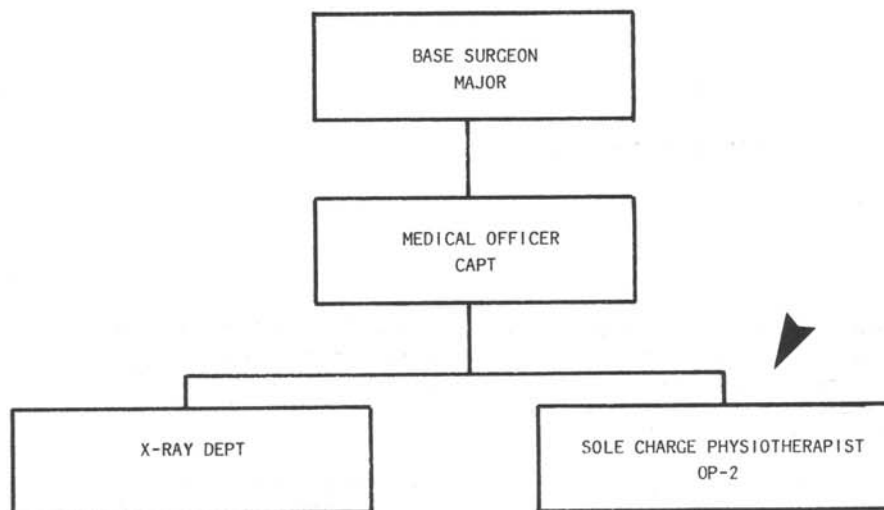 BASE SURGEON
MAJOR
MEDICAL OFFICER
CAPT
X-RAY DEPT
SOLE CHARGE PHYSIOTHERAPIST
OP-2